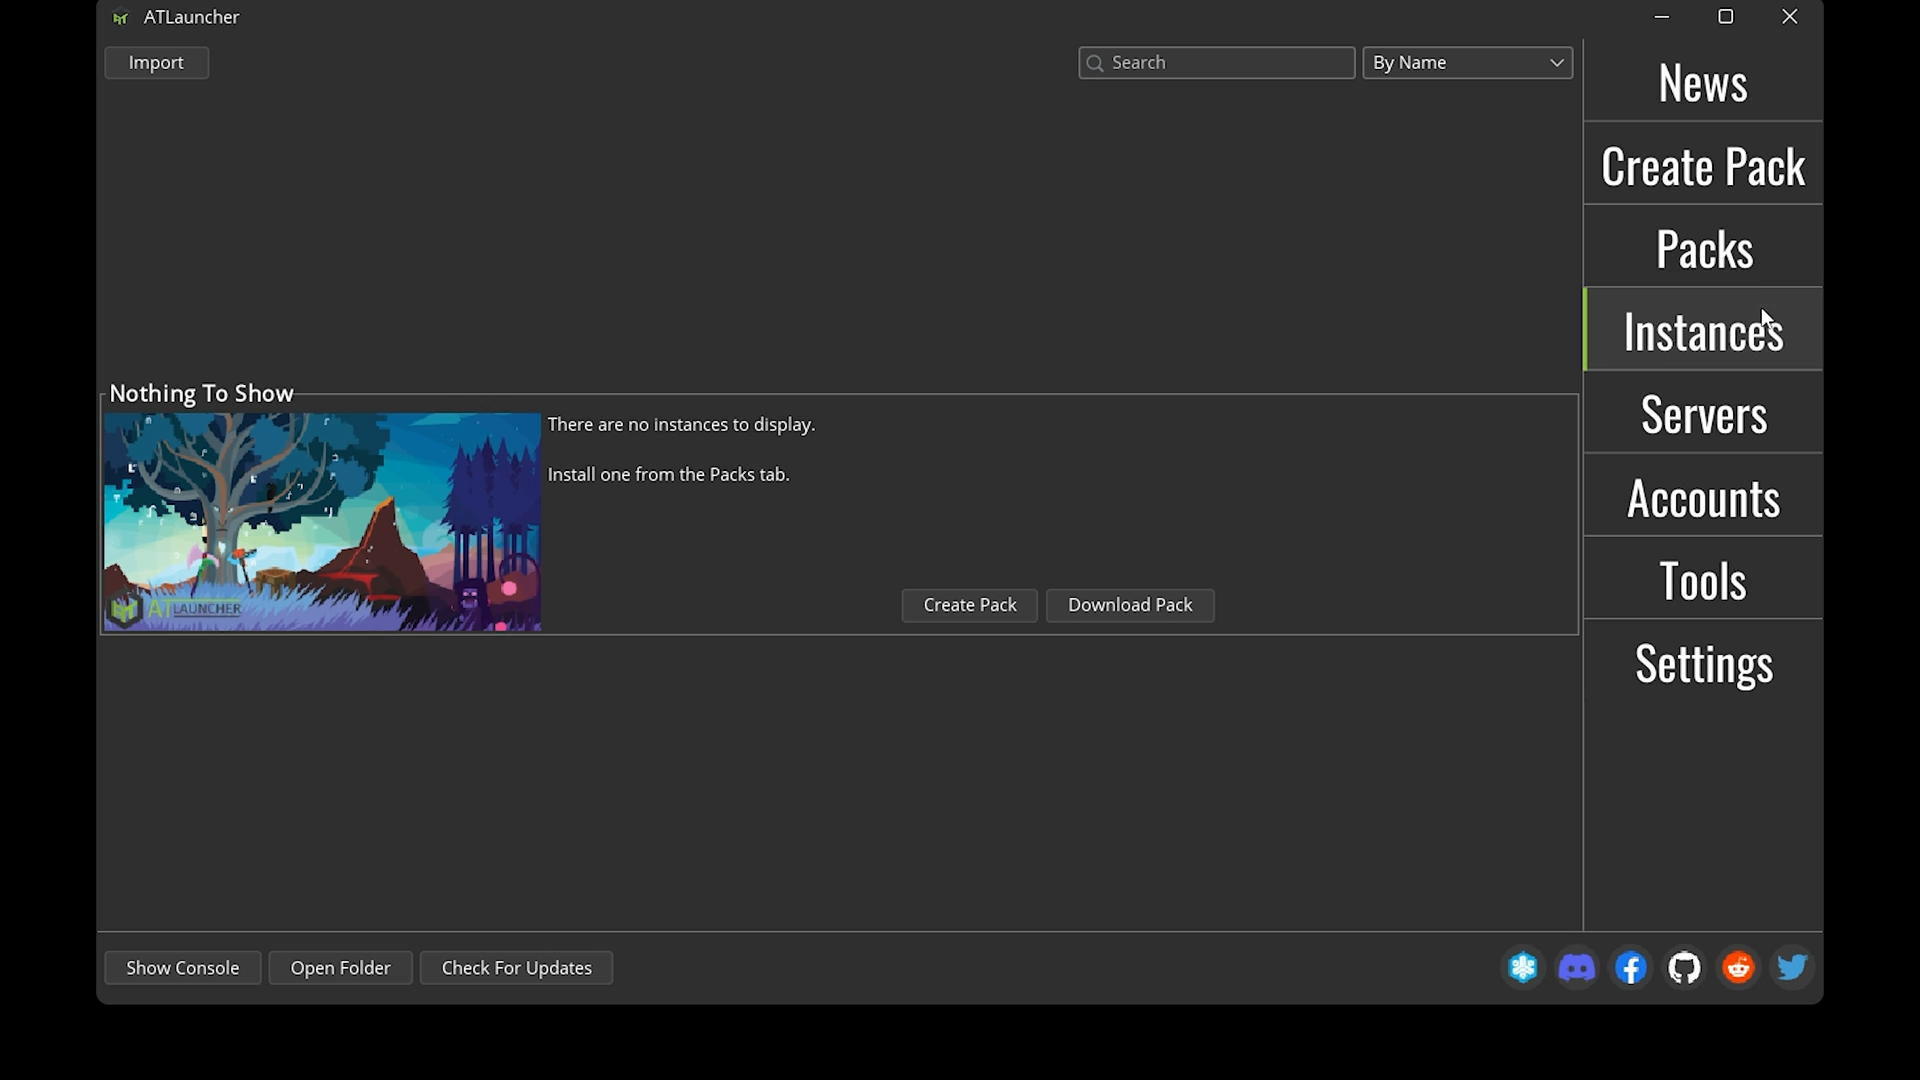 ATLauncher
Import
Search
By Name
News
Create Pack
Packs
Instances
Servers
Accounts
Tools
Settings
Nothing To Show
There are no instances to display.
Install one from the Packs tab.
ATLAUNCHER
Create Pack
Download Pack
Show Console
Open Folder
Check For Updates